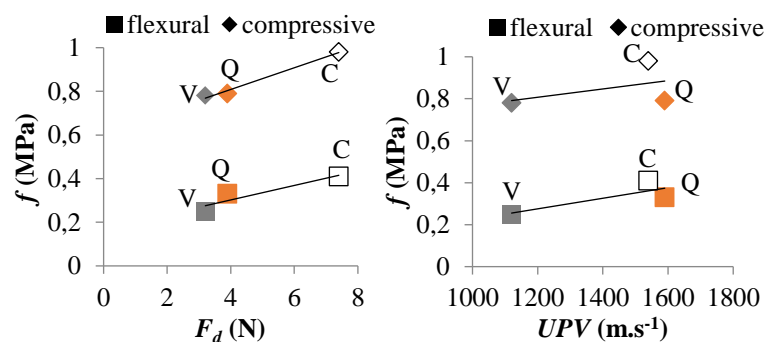 flexural compressive
1
0,8
0,6
0,4
0,2
0
f (MPa)
V
Q
C
V
Q
C
0 2 4 6 8
F_d (N)
flexural compressive
1
0,8
0,6
0,4
0,2
0
f (MPa)
V
C
Q
V
C
Q
1000 1200 1400 1600 1800
UPV (m.s⁻¹)